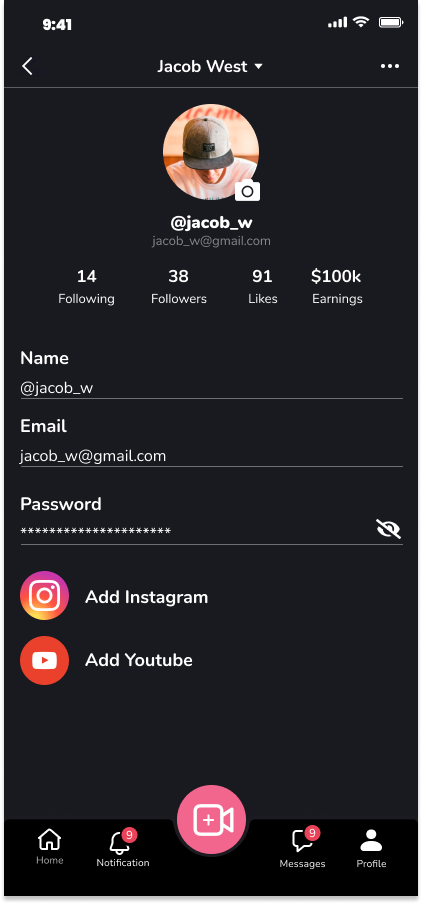 9:41
Jacob West
@jacob_w
jacob_w@gmail.com
14 38 91 $100k
Following Followers Likes Earnings
Name
@jacob_w
Email
jacob_w@gmail.com
Password
*********************
Add Instagram
Add Youtube
9 9
Home Notification Messages Profile